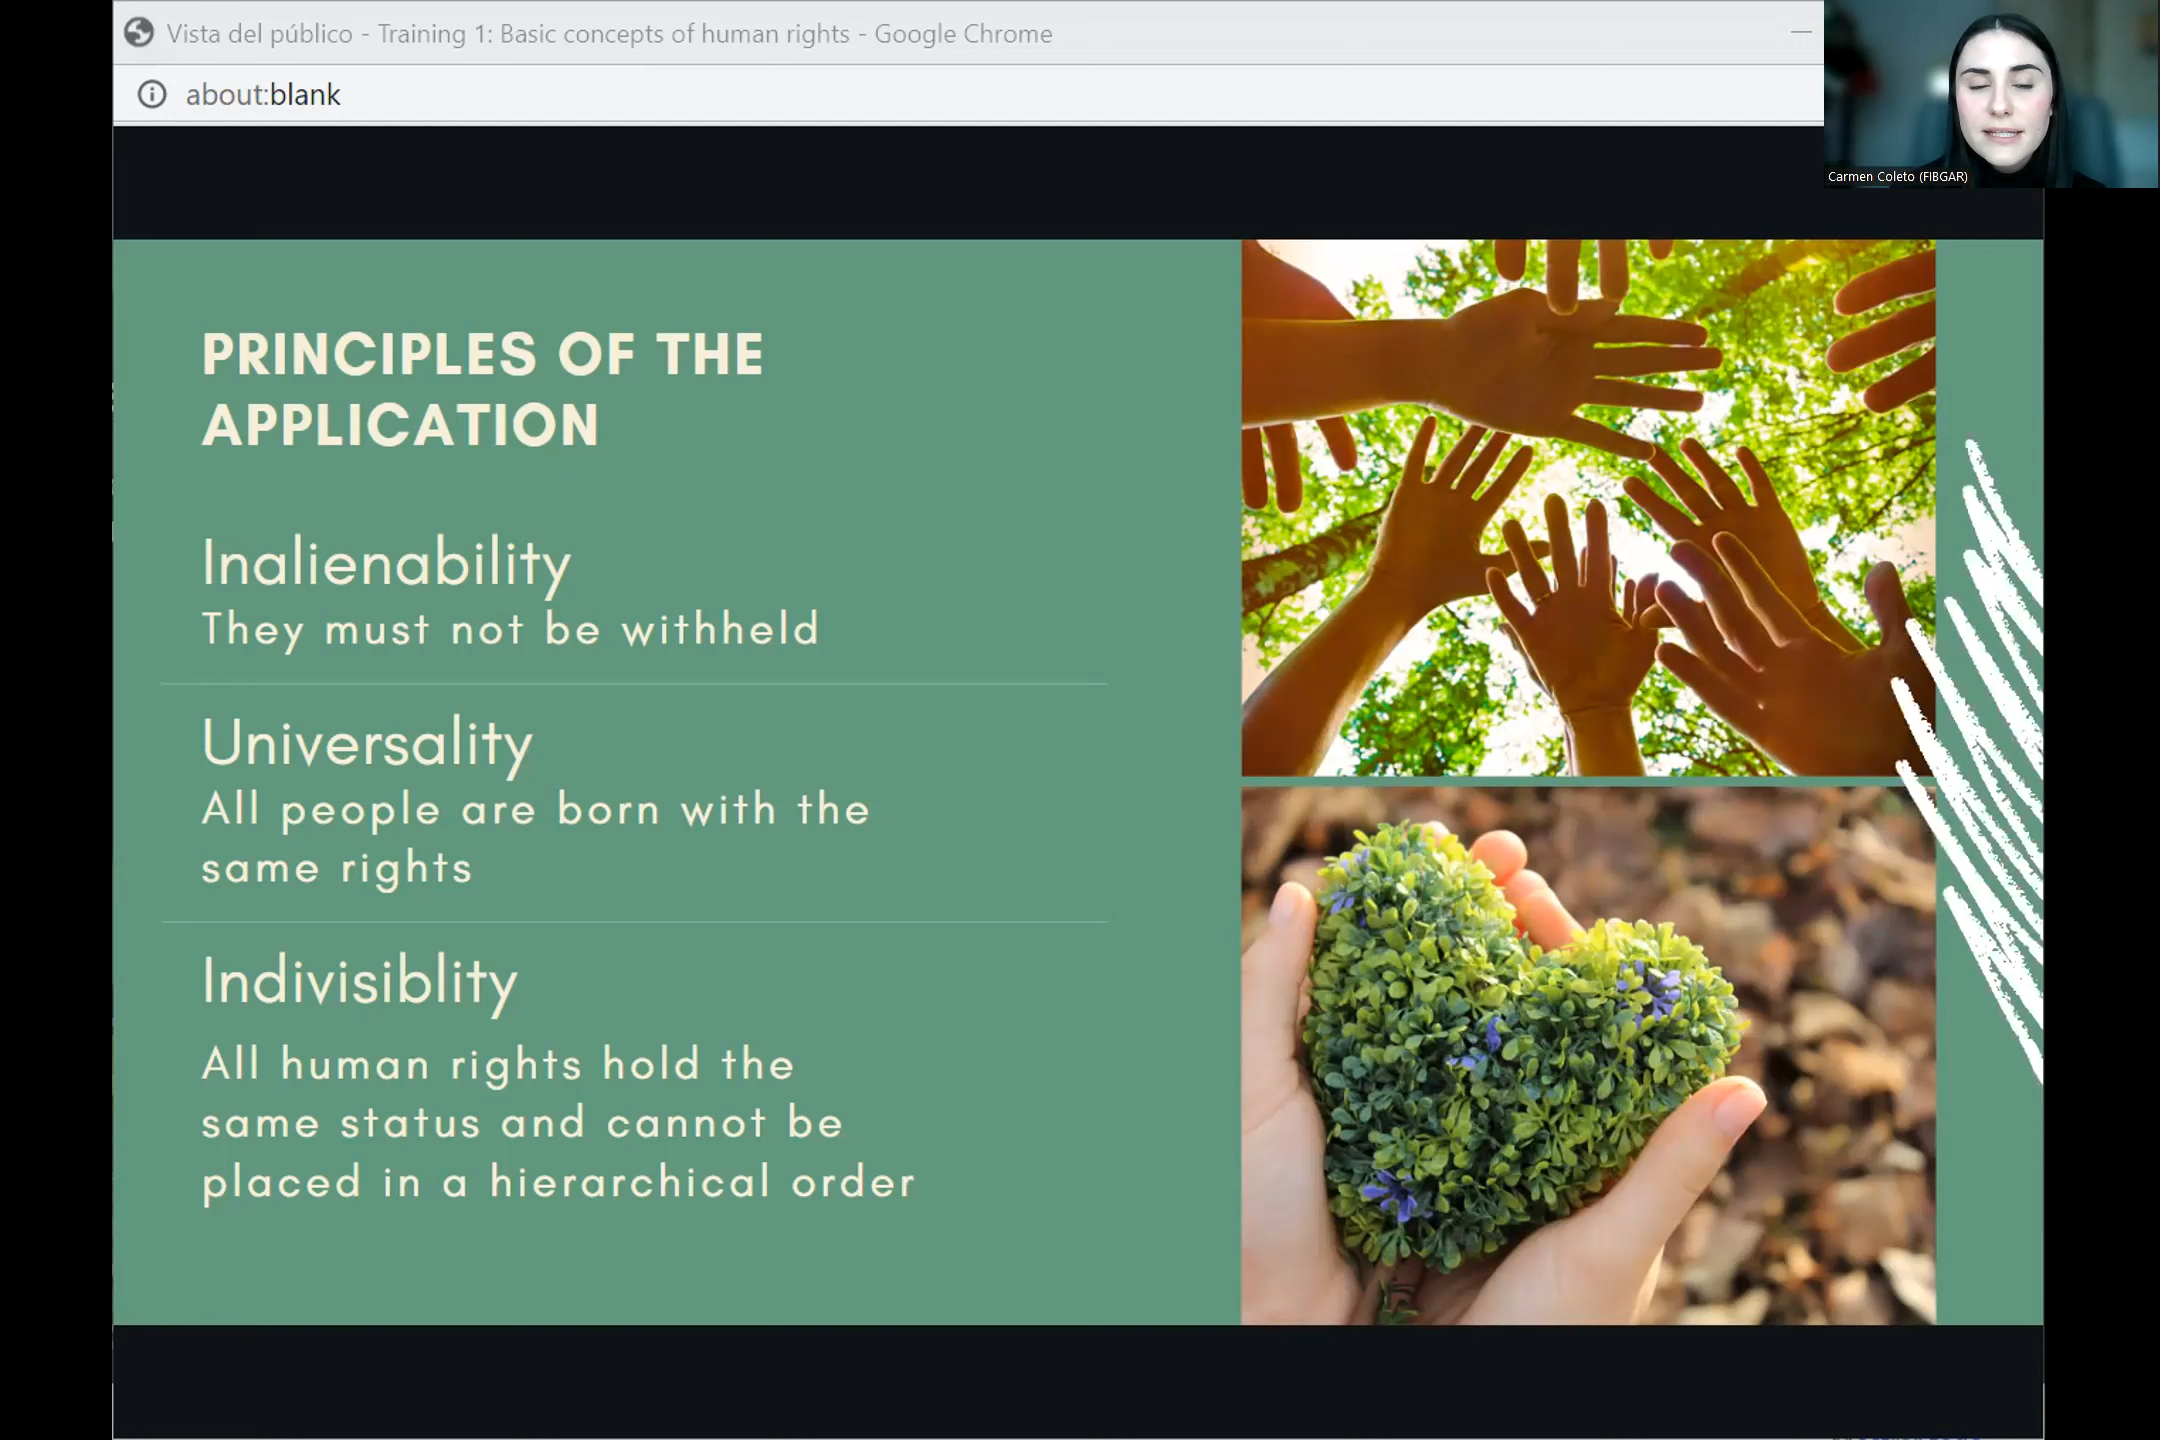 Vista del público - Training 1: Basic concepts of human rights - Google Chrome
about:blank
Carmen Coleto (FIBGAR)
PRINCIPLES OF THE
APPLICATION
Inalienability
They must not be withheld
Universality
All people are born with the
same rights
Indivisiblity
All human rights hold the
same status and cannot be
placed in a hierarchical order